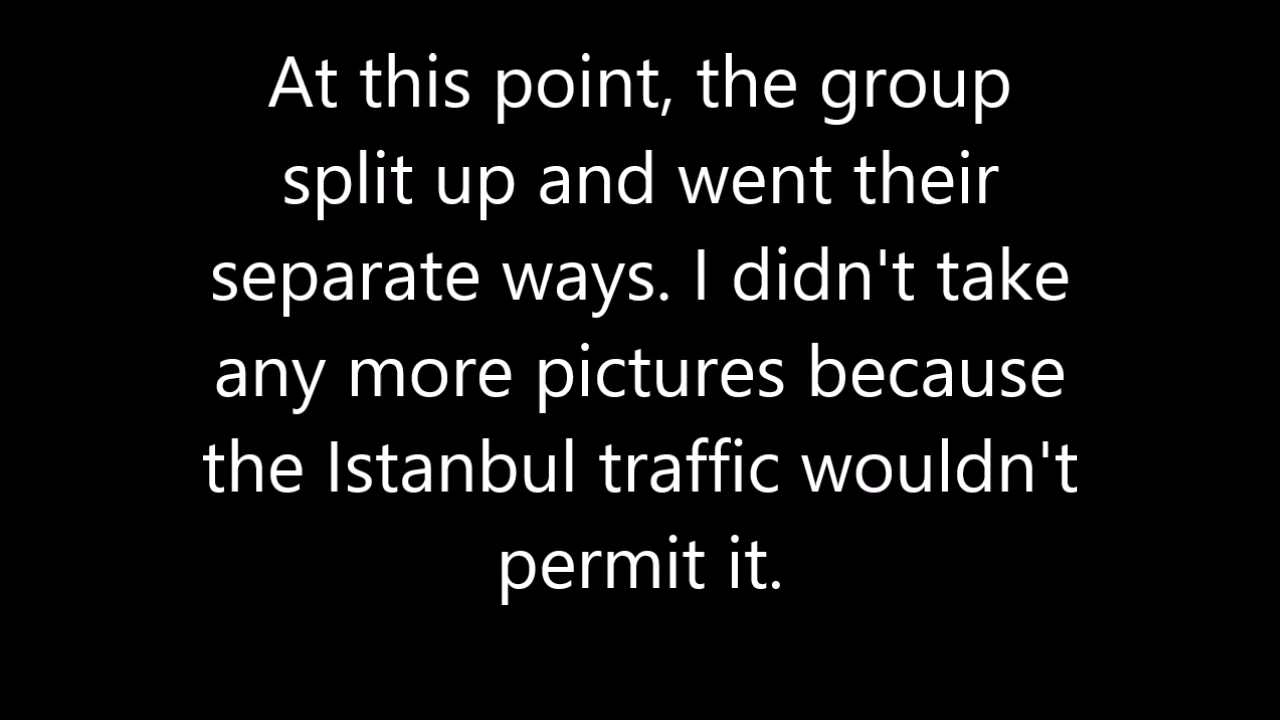 At this point, the group
split up and went their
separate ways. I didn't take
any more pictures because
the Istanbul traffic wouldn't
permit it.